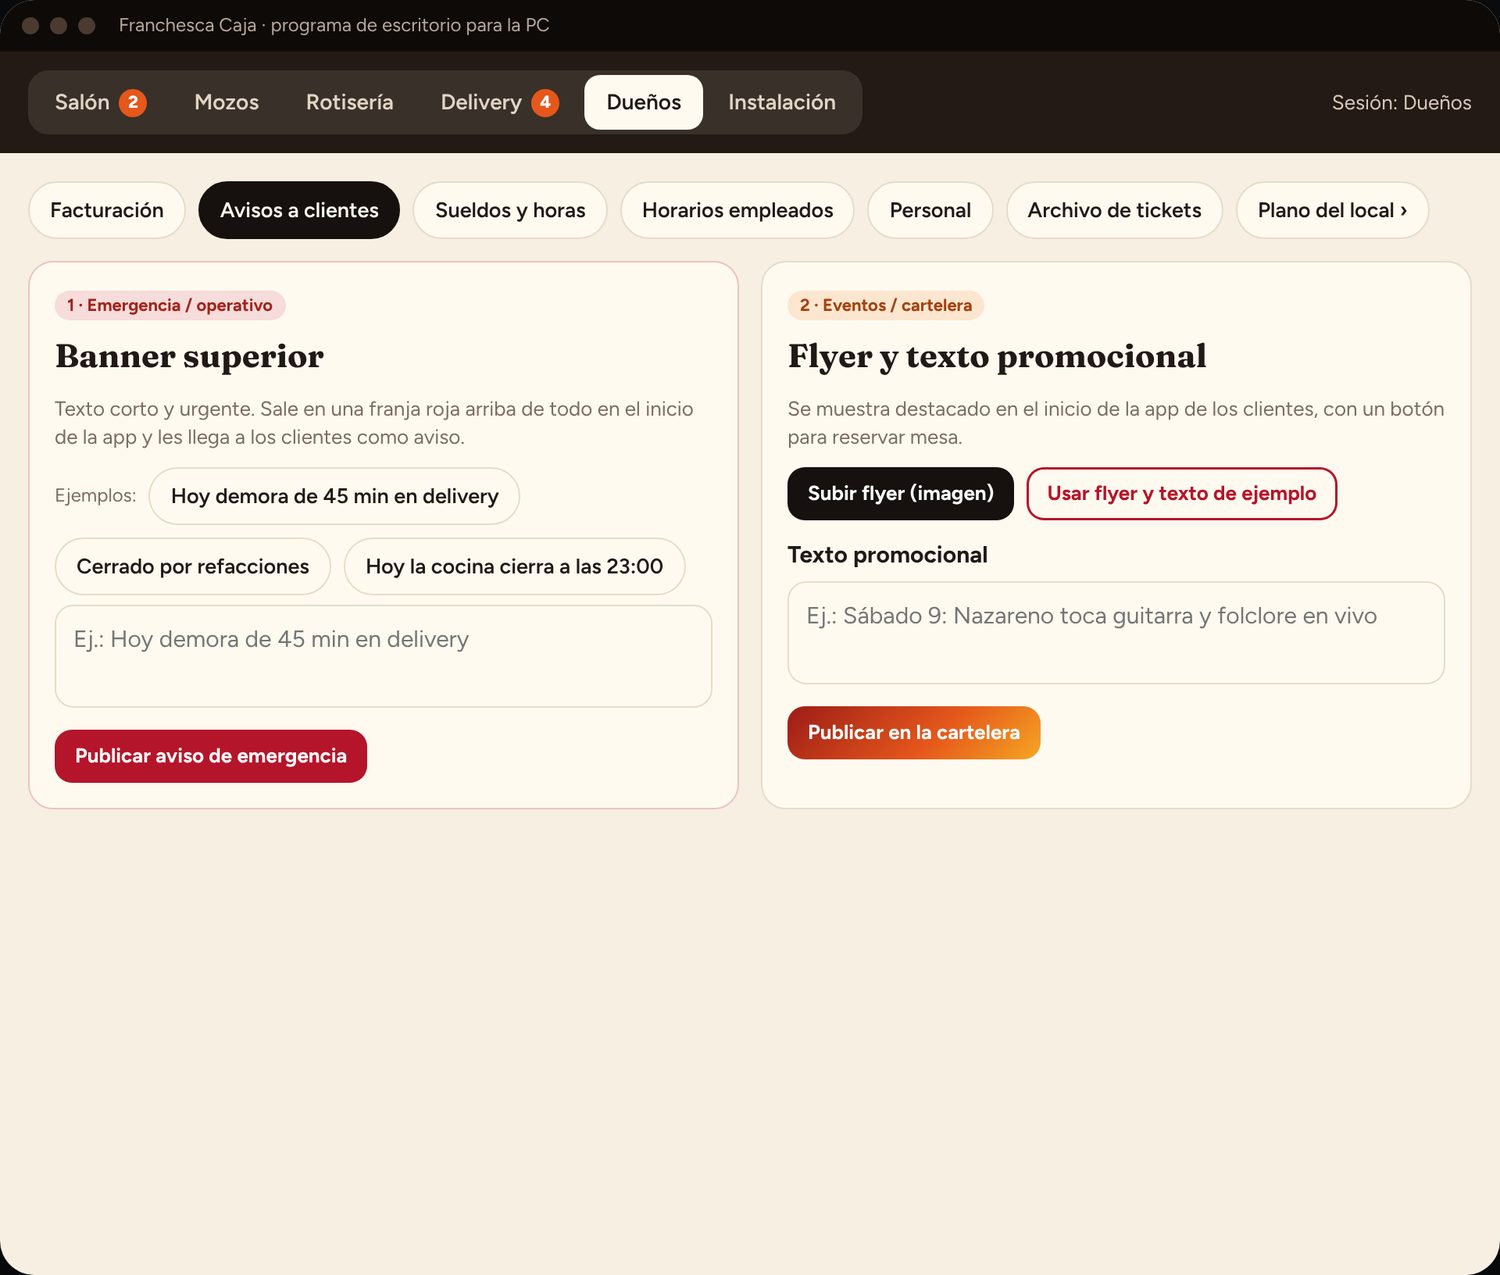 Franchesca Caja · programa de escritorio para la PC
Salón 2 Mozos Rotisería Delivery 4 Dueños Instalación Sesión: Dueños
Facturación Avisos a clientes Sueldos y horas Horarios empleados Personal Archivo de tickets Plano del local ›
1 · Emergencia / operativo
Banner superior
Texto corto y urgente. Sale en una franja roja arriba de todo en el inicio
de la app y les llega a los clientes como aviso.
Ejemplos: Hoy demora de 45 min en delivery
Cerrado por refacciones Hoy la cocina cierra a las 23:00
Ej.: Hoy demora de 45 min en delivery
Publicar aviso de emergencia
2 · Eventos / cartelera
Flyer y texto promocional
Se muestra destacado en el inicio de la app de los clientes, con un botón
para reservar mesa.
Subir flyer (imagen) Usar flyer y texto de ejemplo
Texto promocional
Ej.: Sábado 9: Nazareno toca guitarra y folclore en vivo
Publicar en la cartelera